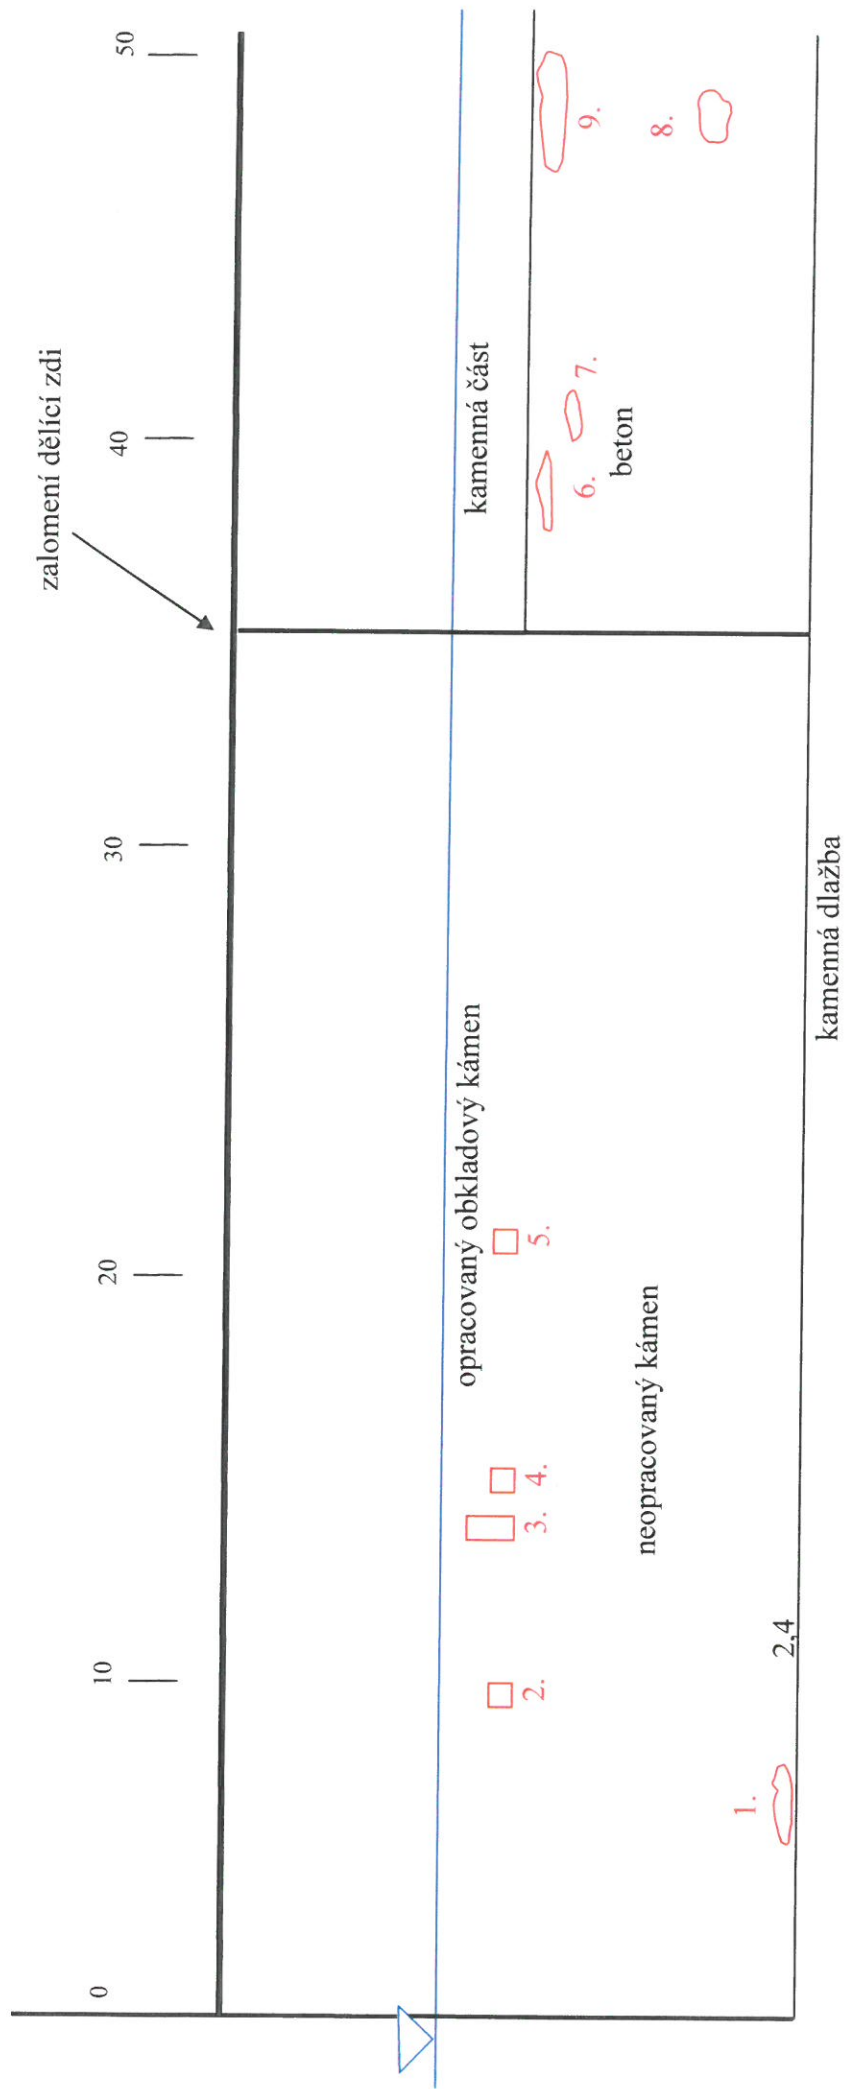 zalomení dělící zdi
0
10
20
30
40
50
kamenná část
opracovaný obkladový kámen
2.
3.
4.
5.
6.
7.
9.
beton
neopracovaný kámen
8.
1.
2,4
kamenná dlažba